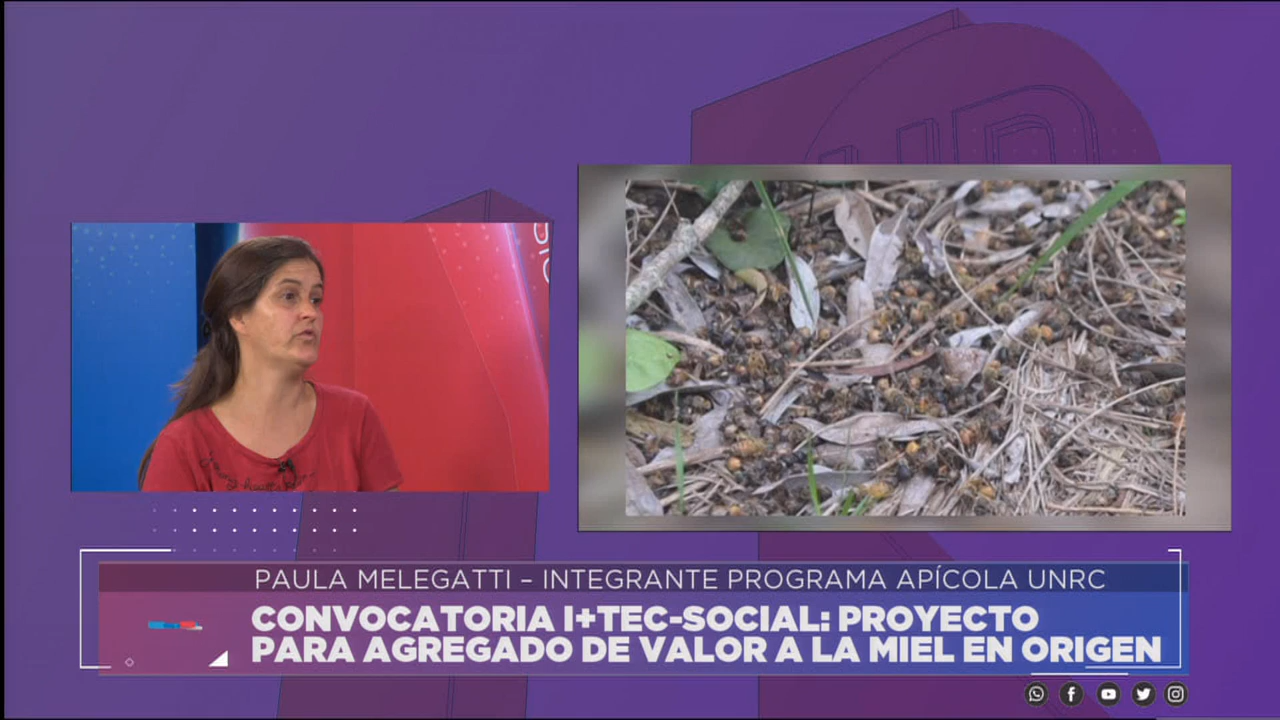 PAULA MELEGATTI – INTEGRANTE PROGRAMA APÍCOLA UNRC
CONVOCATORIA I+TEC-SOCIAL: PROYECTO
PARA AGREGADO DE VALOR A LA MIEL EN ORIGEN